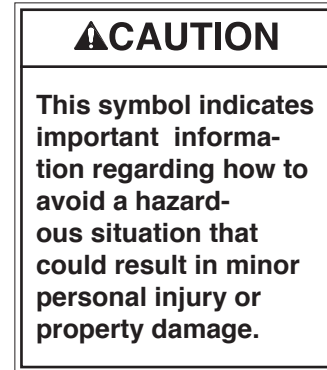 ⚠CAUTION
This symbol indicates
important  informa-
tion regarding how to
avoid a hazard-
ous situation that
could result in minor
personal injury or
property damage.